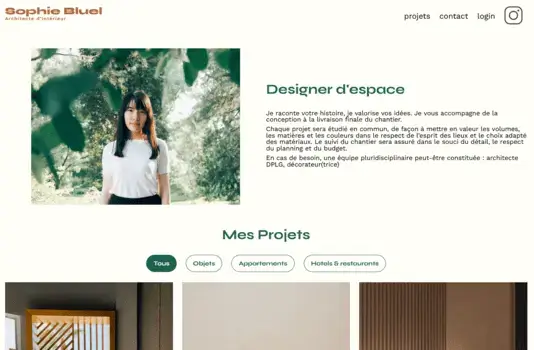 Sophie Bluel
Architecte d'intérieur
projets contact login
Designer d'espace
Je raconte votre histoire, je valorise vos idées. Je vous accompagne de la
conception à la livraison finale du chantier.
Chaque projet sera étudié en commun, de façon à mettre en valeur les volumes,
les matières et les couleurs dans le respect de l'esprit des lieux et le choix adapté
des matériaux. Le suivi du chantier sera assuré dans le souci du détail, le respect
du planning et du budget.
En cas de besoin, une équipe pluridisciplinaire peut-être constituée : architecte
DPLG, décorateur(trice)
Mes Projets
Tous Objets Appartements Hotels & restaurants